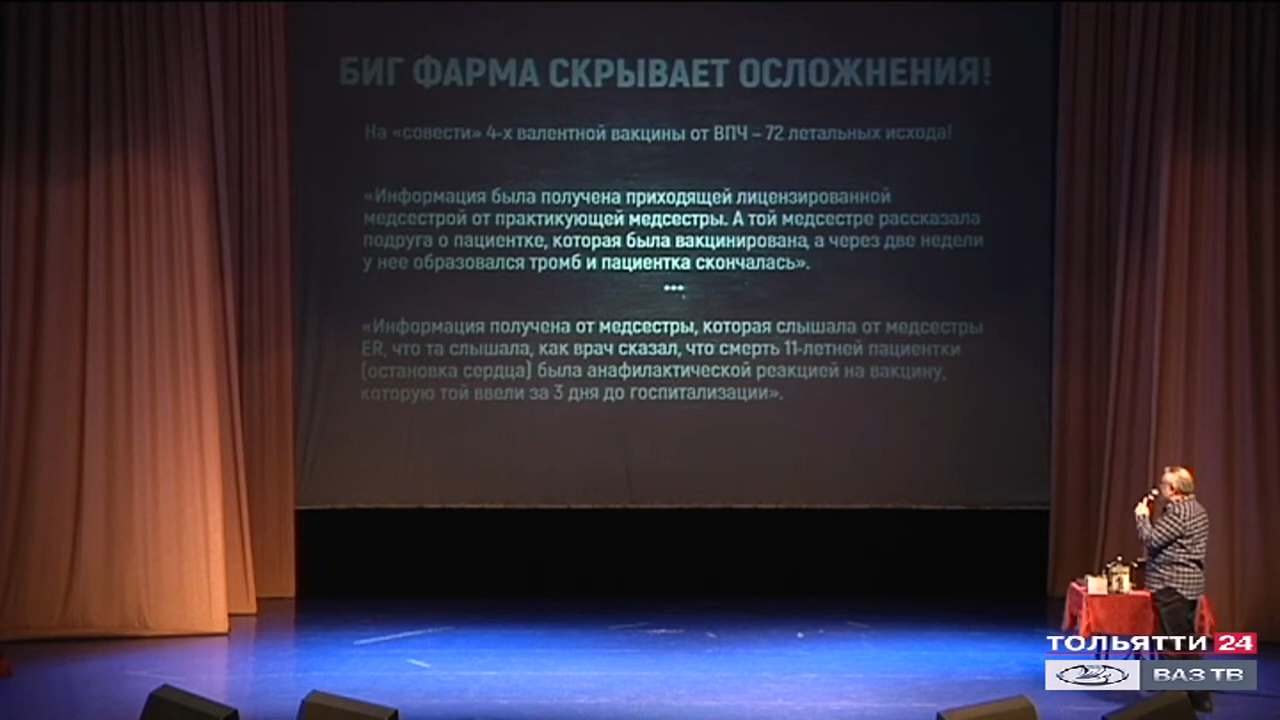 БИГ ФАРМА СКРЫВАЕТ ОСЛОЖНЕНИЯ!
На «совести» 4-х валентной вакцины от ВПЧ – 72 летальных исхода!
«Информация была получена приходящей лицензированной
медсестрой от практикующей медсестры. А той медсестре рассказала
подруга о пациентке, которая была вакцинирована, а через две недели
у нее образовался тромб и пациентка скончалась».
•••
«Информация получена от медсестры, которая слышала от медсестры
ER, что та слышала, как врач сказал, что смерть 11-летней пациентки
(остановка сердца) была анафилактической реакцией на вакцину,
которую той ввели за 3 дня до госпитализации».
ТОЛЬЯТТИ 24
ВАЗ ТВ